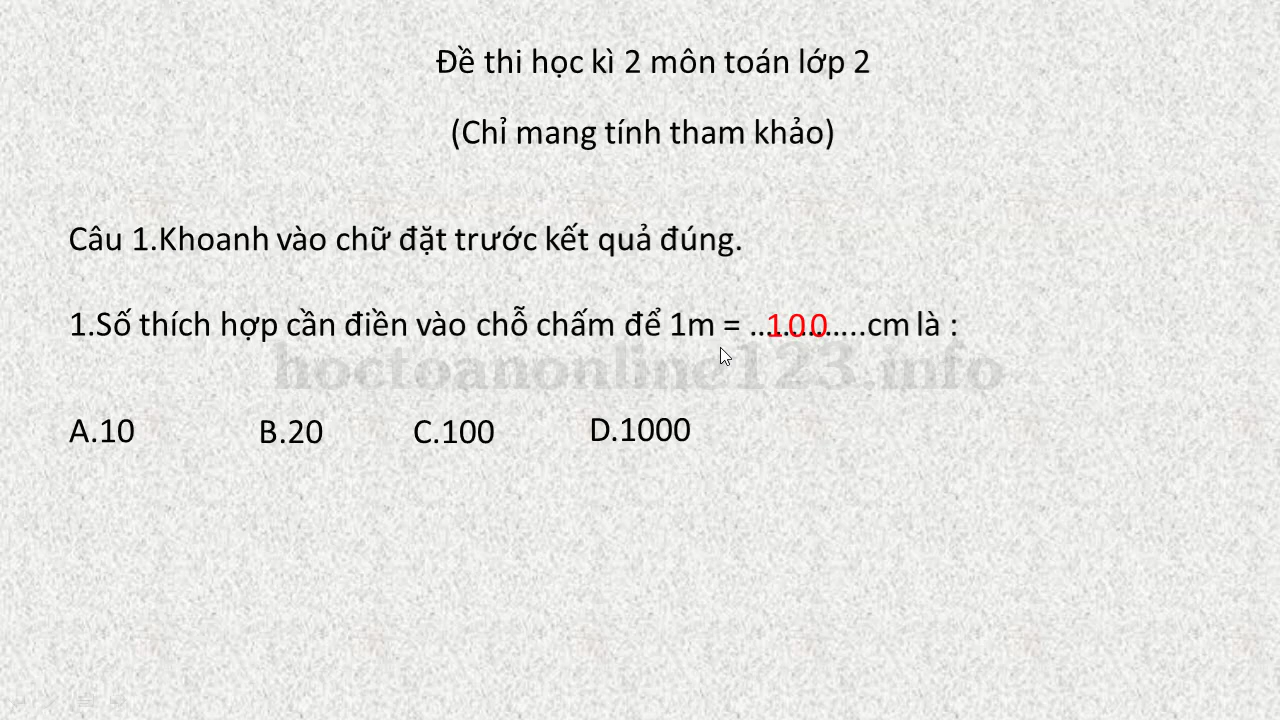 Đề thi học kì 2 môn toán lớp 2
(Chỉ mang tính tham khảo)
Câu 1.Khoanh vào chữ đặt trước kết quả đúng.
1.Số thích hợp cần điền vào chỗ chấm để 1m = ....100.....cm là :
hoctoanonline123.info
A.10 B.20 C.100 D.1000